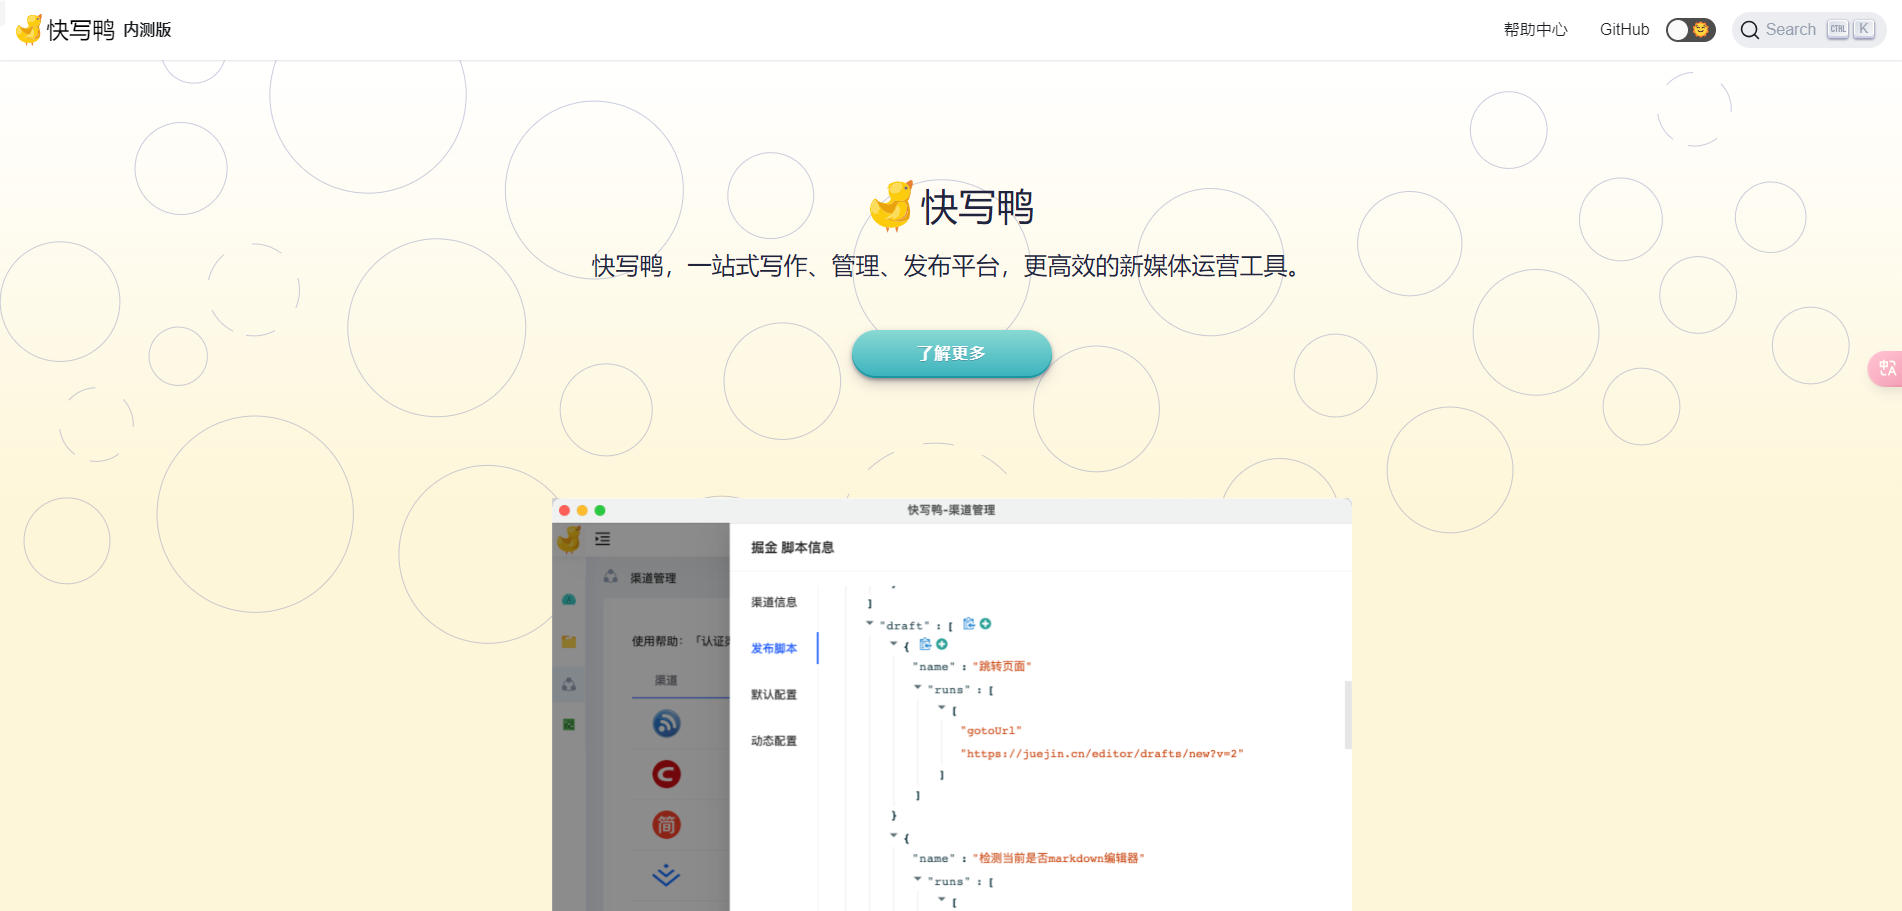 快写鸭 内测版
帮助中心 GitHub Search CTRL K
快写鸭
快写鸭，一站式写作、管理、发布平台，更高效的新媒体运营工具。
了解更多
快写鸭-渠道管理
掘金 脚本信息
渠道管理
使用帮助：「认证
渠道
简
渠道信息
发布脚本
默认配置
动态配置
]
"draft" : [
{
"name" : "跳转页面"
"runs" : [
[
"gotoUrl"
"https://juejin.cn/editor/drafts/new?v=2"
]
]
}
{
"name" : "检测当前是否markdown编辑器"
"runs" : [
[